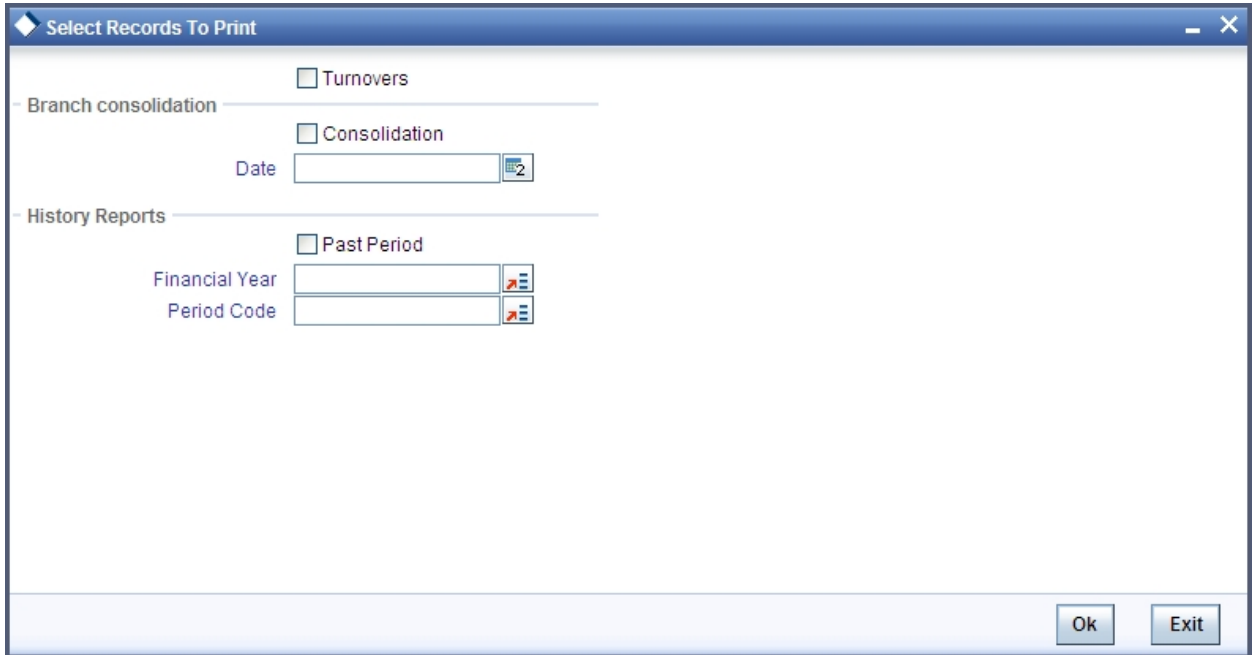 Select Records To Print
Turnovers
Branch consolidation
Consolidation
Date
2
History Reports
Past Period
Financial Year
Period Code
Ok Exit